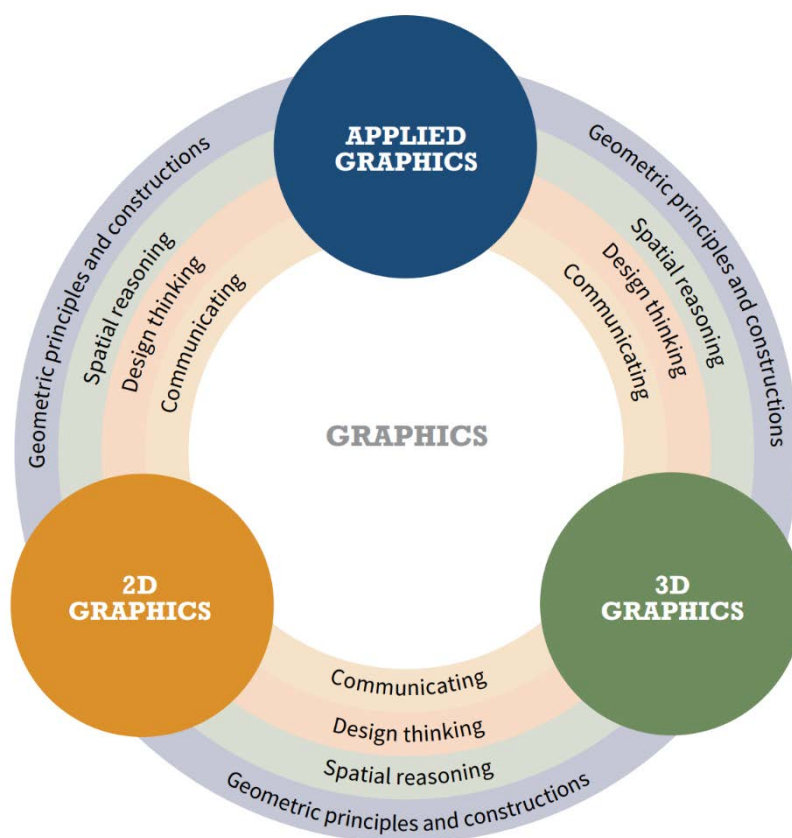 APPLIED
GRAPHICS
Geometric principles and constructions
Spatial reasoning
Design thinking
Communicating
Geometric principles and constructions
Spatial reasoning
Design thinking
Communicating
GRAPHICS
2D
GRAPHICS
3D
GRAPHICS
Communicating
Design thinking
Spatial reasoning
Geometric principles and constructions